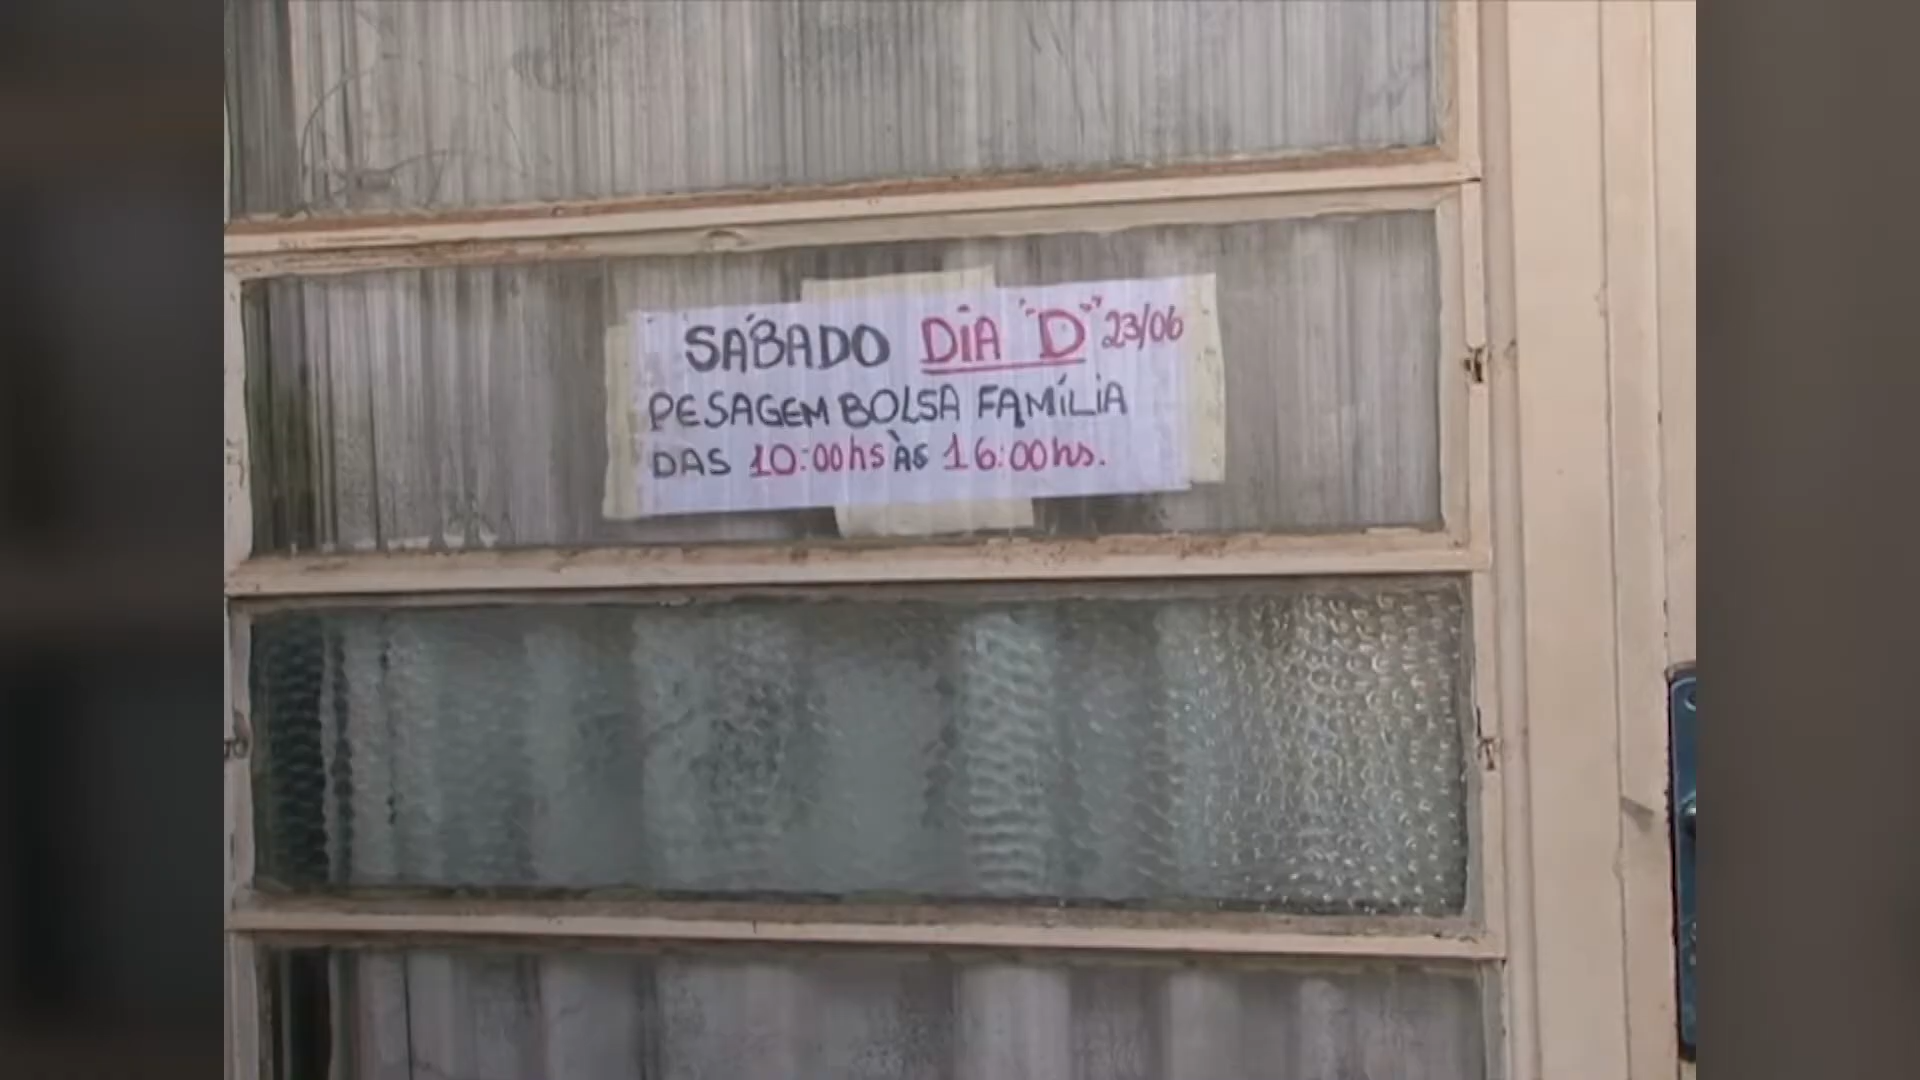 SÁBADO DIA "D" 23/06
PESAGEM BOLSA FAMÍLIA
DAS 10:00hs ÀS 16:00hs.